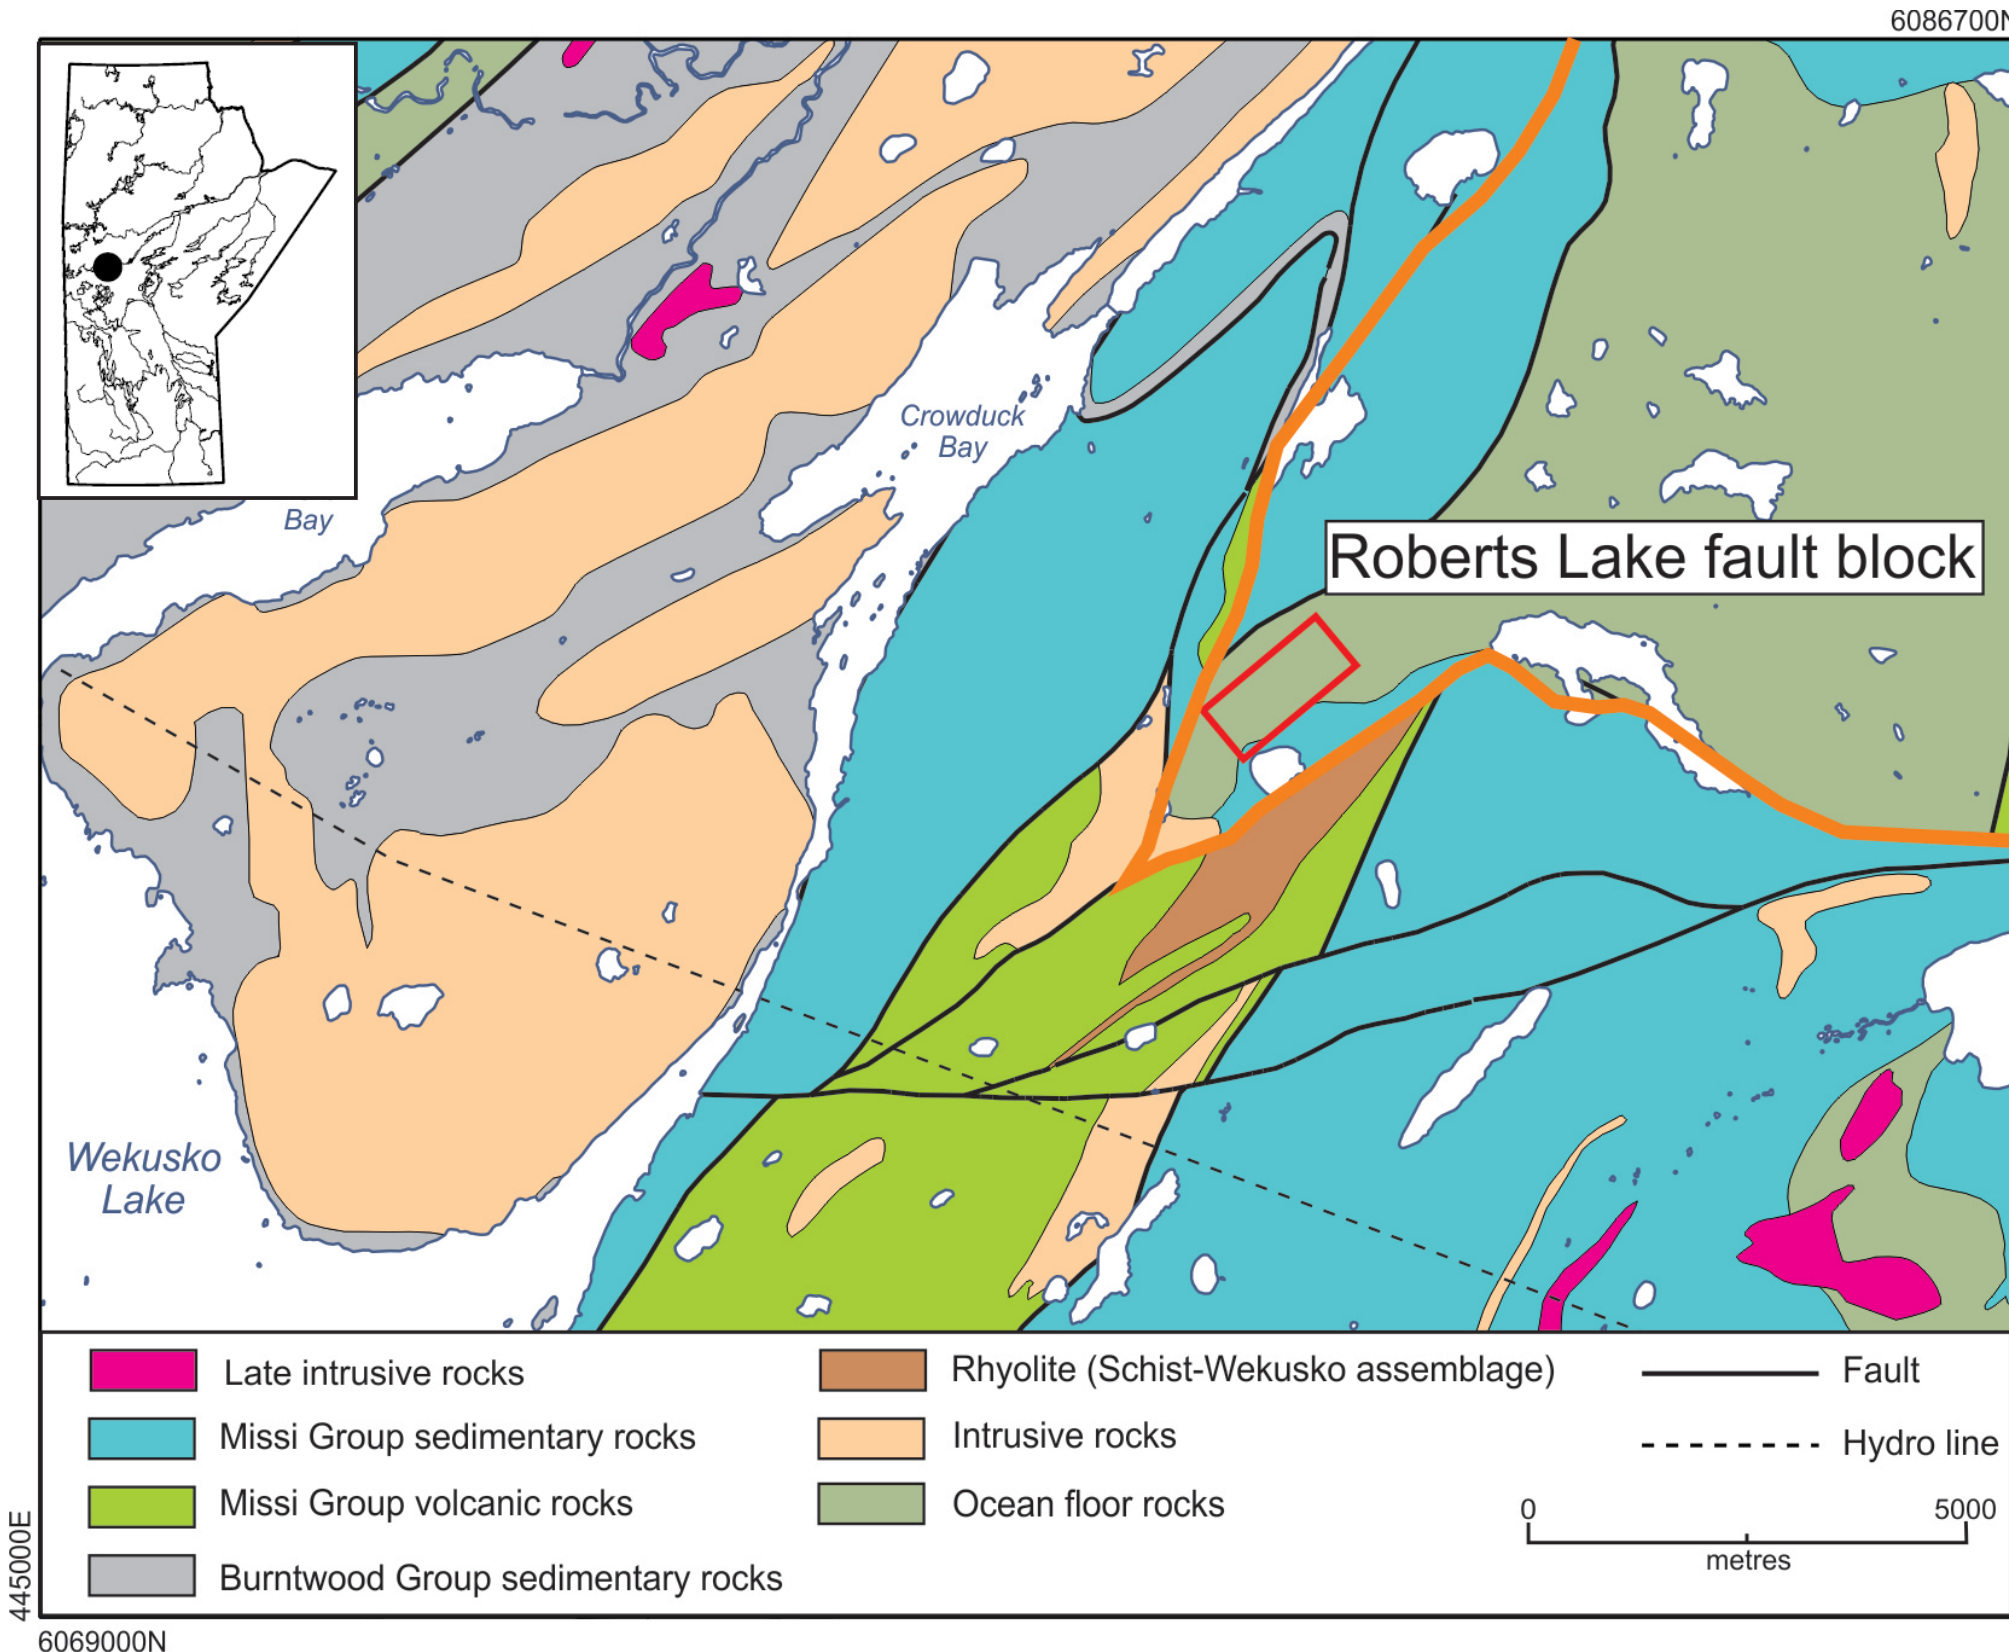 6086700N
Crowduck
Bay
Bay
Roberts Lake fault block
Wekusko
Lake
Late intrusive rocks
Missi Group sedimentary rocks
Missi Group volcanic rocks
Burntwood Group sedimentary rocks
Rhyolite (Schist-Wekusko assemblage)
Intrusive rocks
Ocean floor rocks
Fault
Hydro line
0 5000
metres
445000E
6069000N